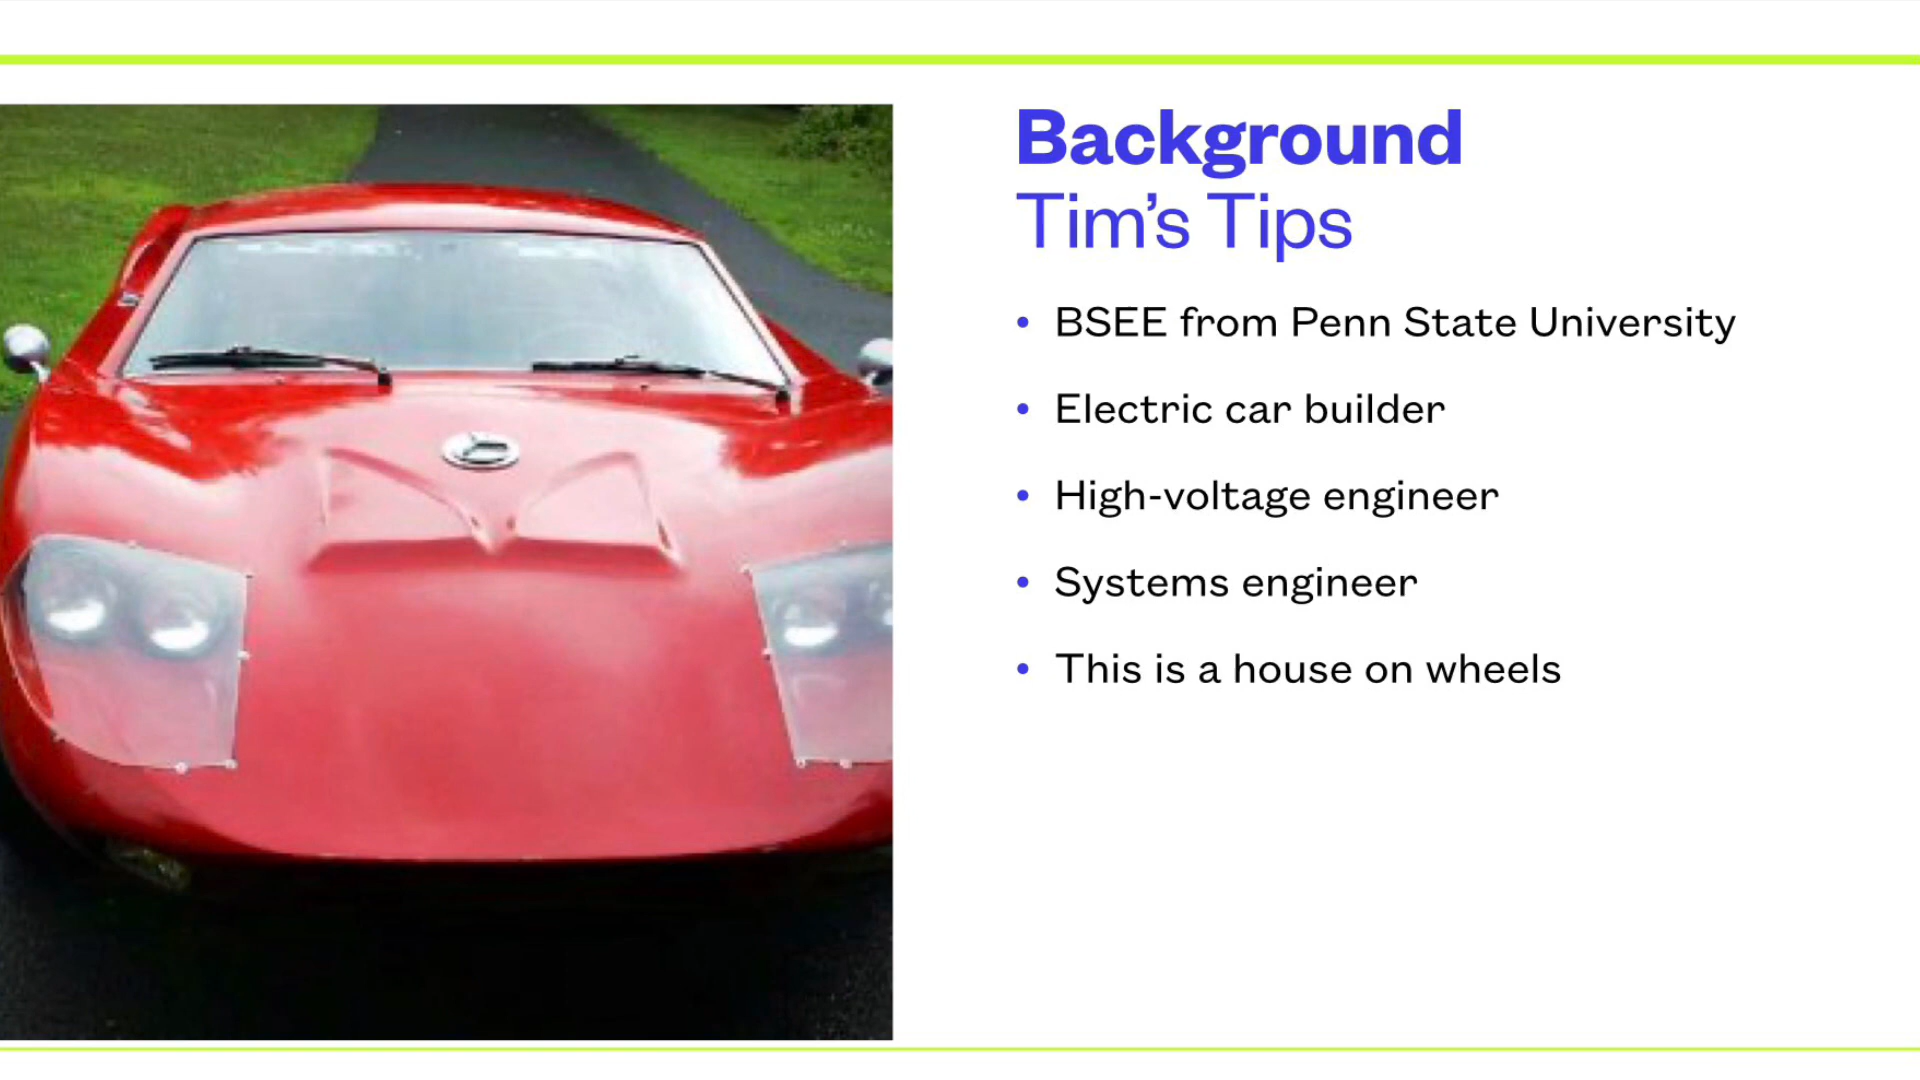 Background
Tim's Tips
• BSEE from Penn State University
• Electric car builder
• High-voltage engineer
• Systems engineer
• This is a house on wheels